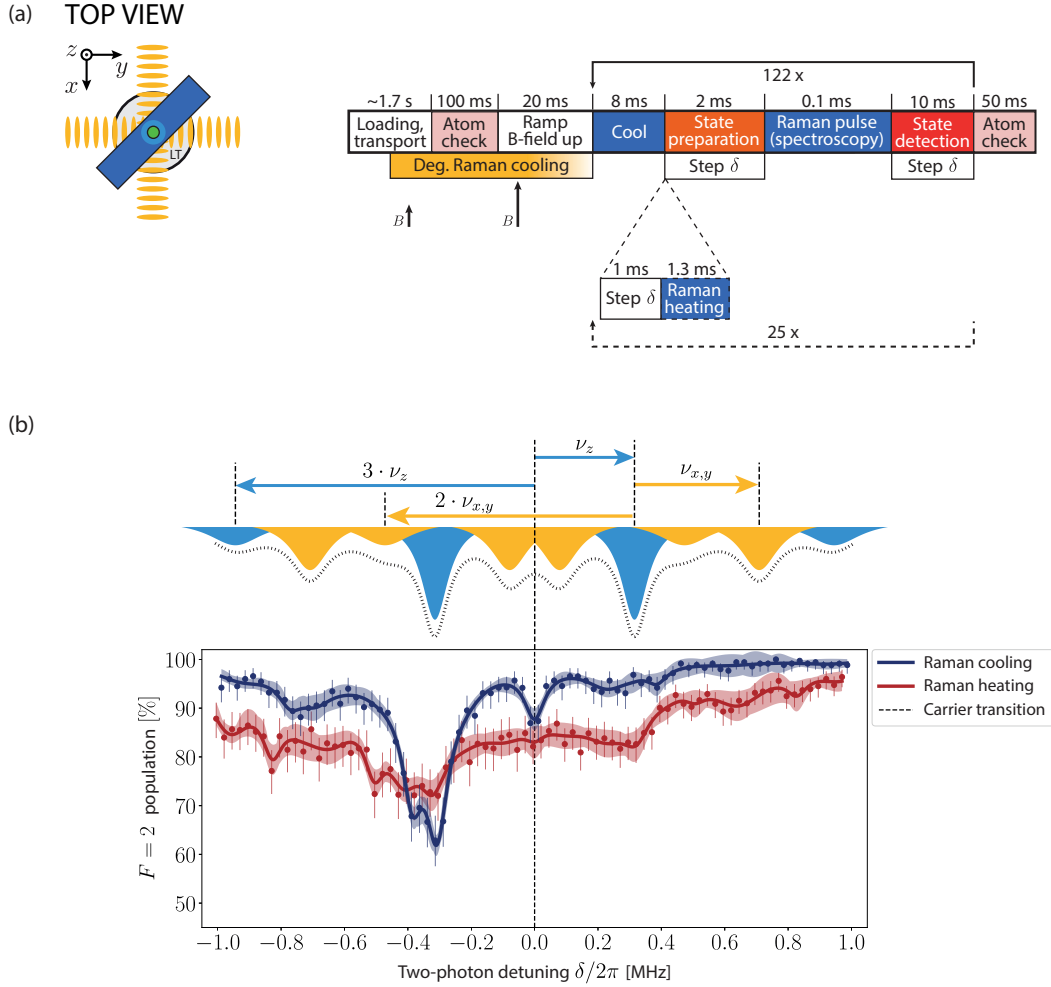 (a) TOP VIEW
z
y
x
LT
122 x
~1.7 s 100 ms 20 ms 8 ms 2 ms 0.1 ms 10 ms 50 ms
Loading, transport
Atom check
Ramp B-field up
Cool
State preparation
Raman pulse (spectroscopy)
State detection
Atom check
Deg. Raman cooling
Step δ
Step δ
B
B
1 ms 1.3 ms
Step δ
Raman heating
25 x
(b)
ν_z
3 · ν_z
ν_{x,y}
2 · ν_{x,y}
100
90
80
70
60
50
F = 2 population [%]
Raman cooling
Raman heating
Carrier transition
−1.0 −0.8 −0.6 −0.4 −0.2 0.0 0.2 0.4 0.6 0.8 1.0
Two-photon detuning δ/2π [MHz]